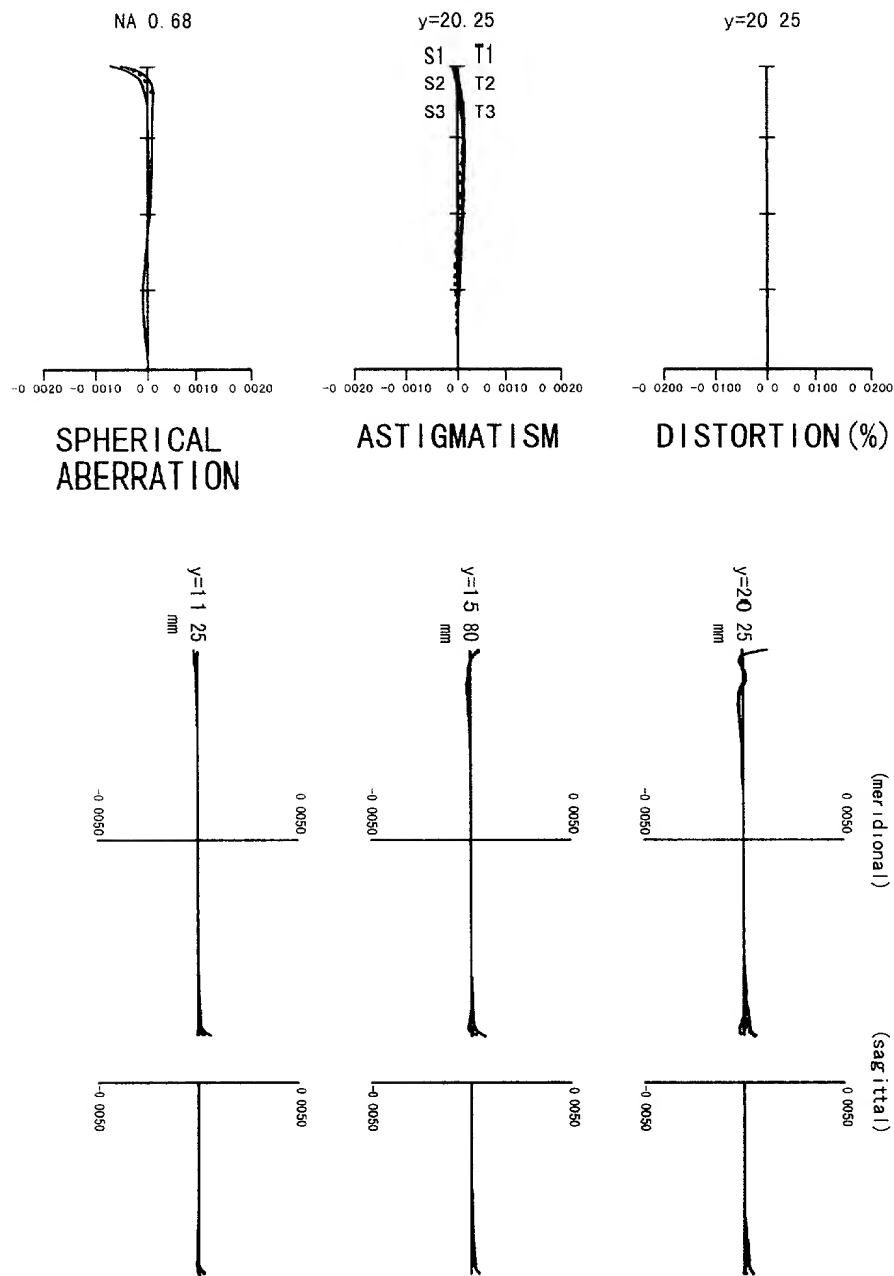 NA 0.68
y=20.25
y=20 25
S1 T1
S2 T2
S3 T3
-0 0020 -0 0010 0 0 0 0010 0 0020
-0 0020 -0 0010 0 0 0 0010 0 0020
-0 0200 -0 0100 0 0 0 0100 0 0200
SPHERICAL
ABERRATION
ASTIGMATISM
DISTORTION (%)
y=11 25
mm
y=15 80
mm
y=20 25
mm
-0 0050
0 0050
-0 0050
0 0050
-0 0050
0 0050
(meridional)
-0 0050
0 0050
-0 0050
0 0050
-0 0050
0 0050
(sagittal)